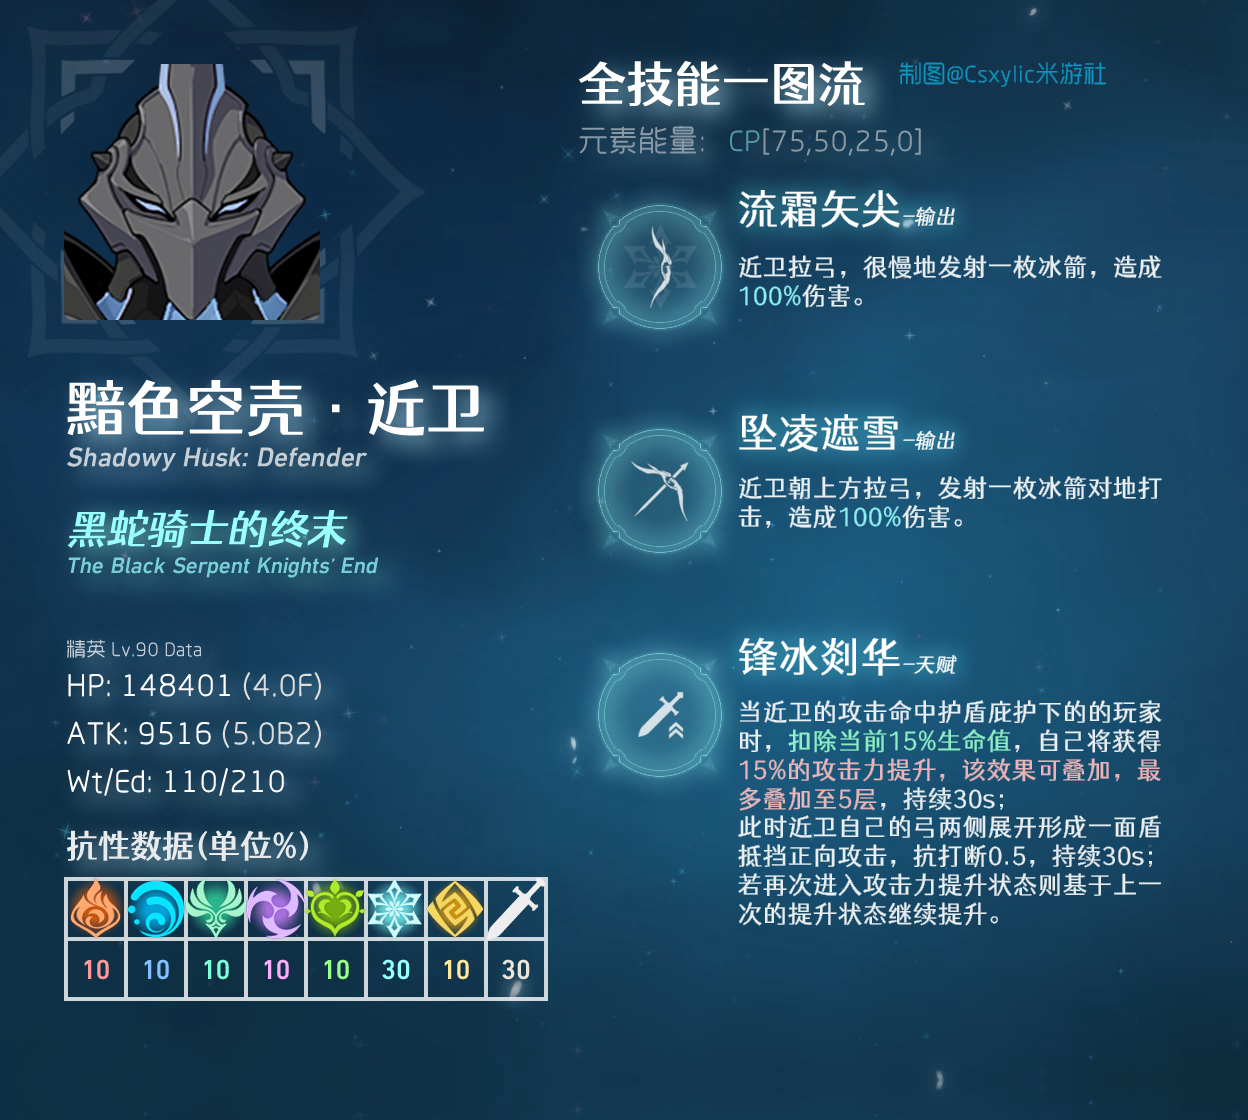 全技能一图流 制图@Csxylic米游社
元素能量： CP[75,50,25,0]
流霜矢尖–输出
近卫拉弓，很慢地发射一枚冰箭，造成
100%伤害。
坠凌遮雪–输出
近卫朝上方拉弓，发射一枚冰箭对地打
击，造成100%伤害。
锋冰剡华–天赋
当近卫的攻击命中护盾庇护下的的玩家
时，扣除当前15%生命值，自己将获得
15%的攻击力提升，该效果可叠加，最
多叠加至5层，持续30s；
此时近卫自己的弓两侧展开形成一面盾
抵挡正向攻击，抗打断0.5，持续30s；
若再次进入攻击力提升状态则基于上一
次的提升状态继续提升。
黯色空壳·近卫
Shadowy Husk: Defender
黑蛇骑士的终末
The Black Serpent Knights' End
精英 Lv.90 Data
HP: 148401 (4.0F)
ATK: 9516 (5.0B2)
Wt/Ed: 110/210
抗性数据(单位%)
10 10 10 10 10 30 10 30